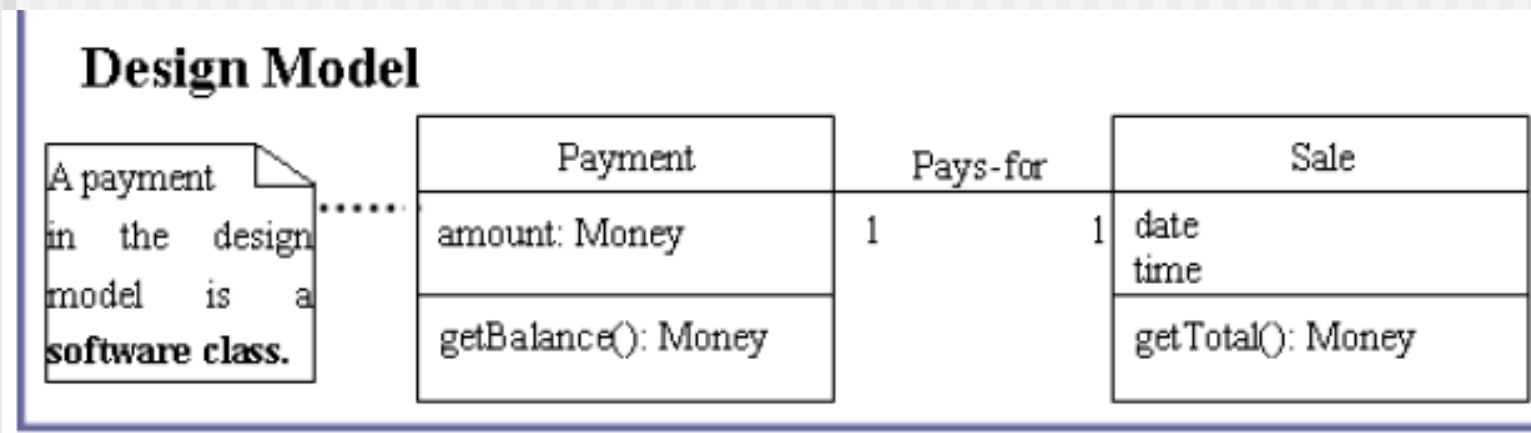 Design Model
A payment
in the design
model is a
software class.
Payment
amount: Money
getBalance(): Money
Pays-for
1 1
Sale
date
time
getTotal(): Money